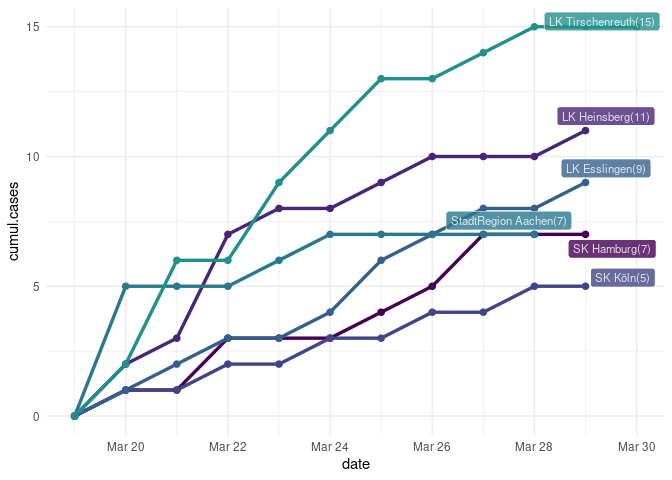 15
LK Tirschenreuth(15)
LK Heinsberg(11)
10
LK Esslingen(9)
StadtRegion Aachen(7)
SK Hamburg(7)
SK Köln(5)
5
0
cumul.cases
Mar 20
Mar 22
Mar 24
Mar 26
Mar 28
Mar 30
date